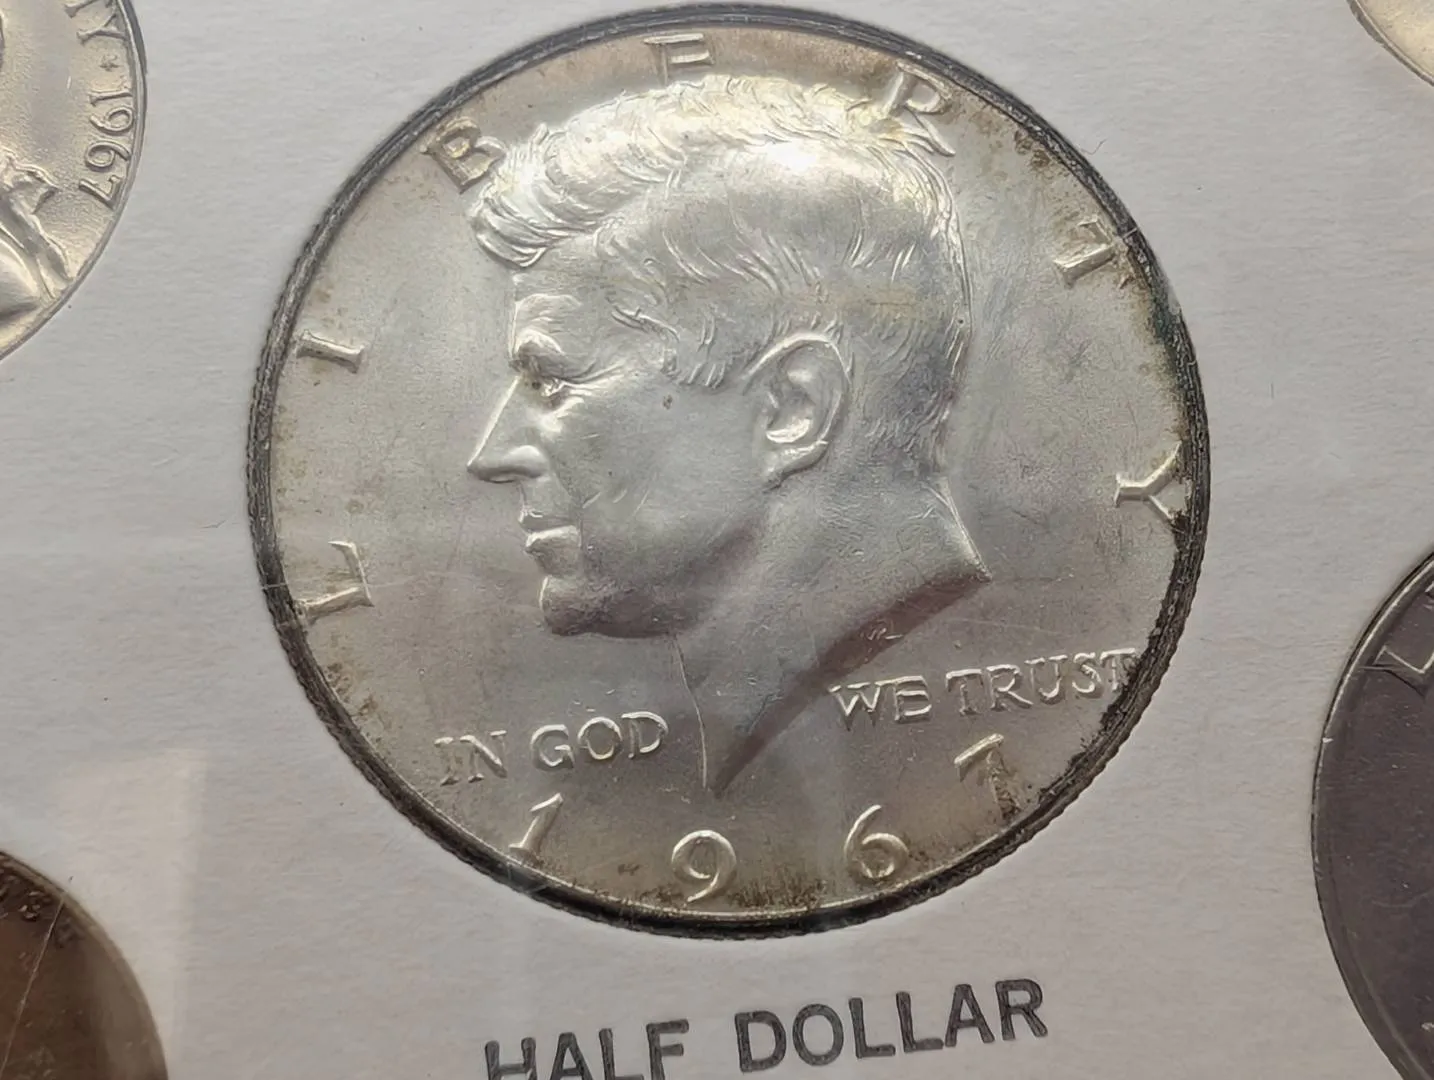 LIBERTY
IN GOD WE TRUST
1967
HALF DOLLAR
1967